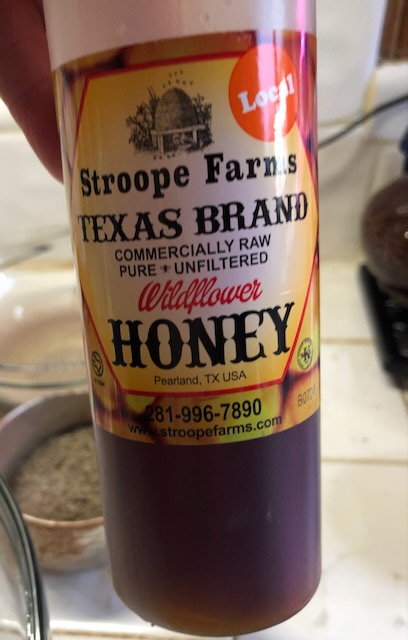 Local
Stroope Farms
TEXAS BRAND
COMMERCIALLY RAW
PURE UNFILTERED
Wildflower
HONEY
Pearland, TX USA
281-996-7890
www.stroopefarms.com